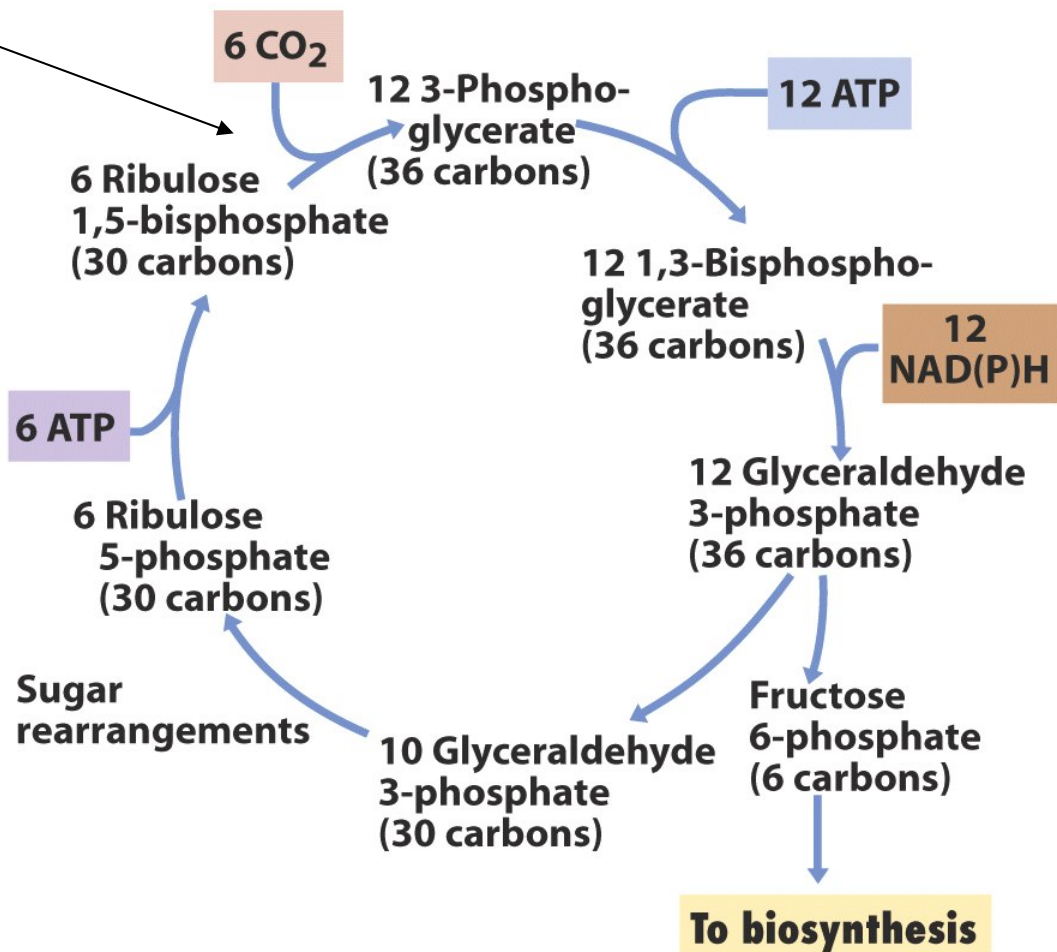 6 CO₂
12 3-Phospho-
glycerate
(36 carbons)
12 ATP
6 Ribulose
1,5-bisphosphate
(30 carbons)
12 1,3-Bisphospho-
glycerate
(36 carbons)
12
NAD(P)H
6 ATP
12 Glyceraldehyde
3-phosphate
(36 carbons)
6 Ribulose
5-phosphate
(30 carbons)
Sugar
rearrangements
Fructose
6-phosphate
(6 carbons)
10 Glyceraldehyde
3-phosphate
(30 carbons)
To biosynthesis